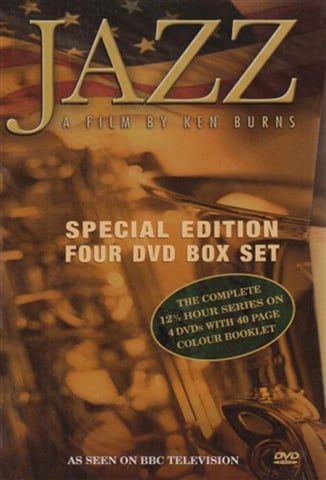 JAZZ
A FILM BY KEN BURNS
SPECIAL EDITION
FOUR DVD BOX SET
THE COMPLETE
12½ HOUR SERIES ON
4 DVDS WITH 40 PAGE
COLOUR BOOKLET
AS SEEN ON BBC TELEVISION
DVD